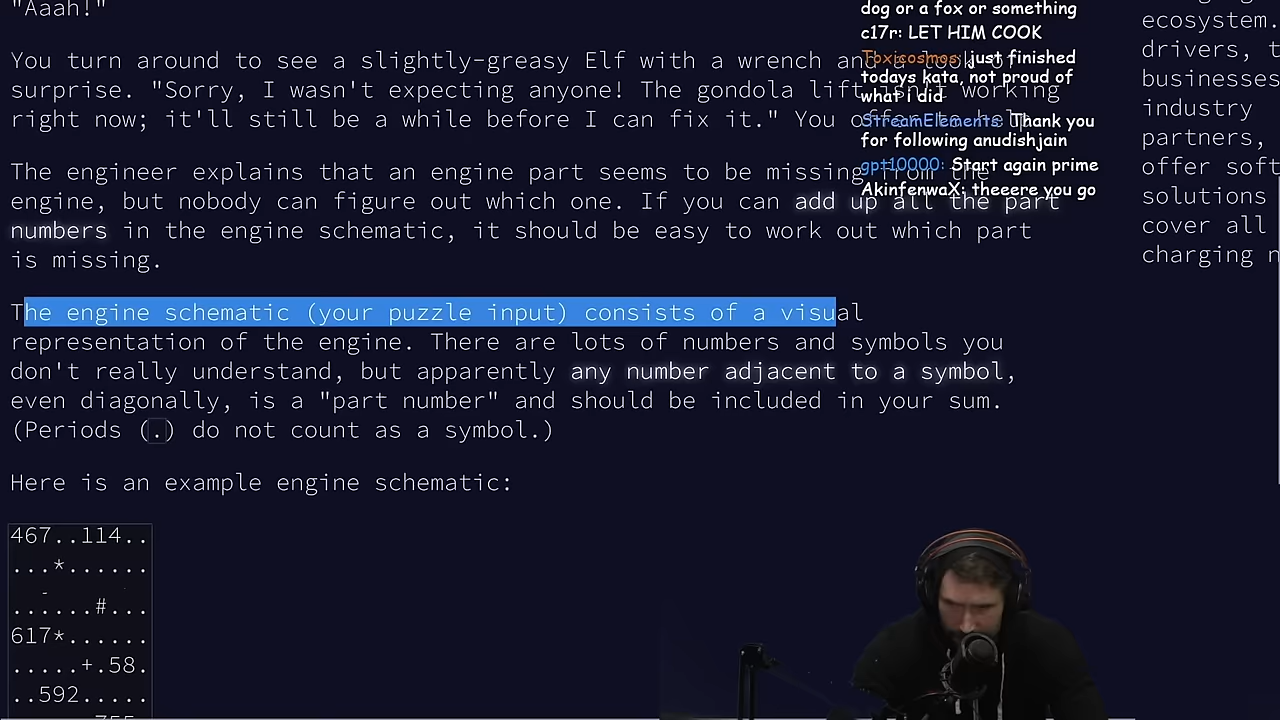 "Aaah!"
You turn around to see a slightly-greasy Elf with a wrench and a look of
surprise. "Sorry, I wasn't expecting anyone! The gondola lift isn't working
right now; it'll still be a while before I can fix it." You offer to help.
The engineer explains that an engine part seems to be missing from the
engine, but nobody can figure out which one. If you can add up all the part
numbers in the engine schematic, it should be easy to work out which part
is missing.
The engine schematic (your puzzle input) consists of a visual
representation of the engine. There are lots of numbers and symbols you
don't really understand, but apparently any number adjacent to a symbol,
even diagonally, is a "part number" and should be included in your sum.
(Periods (.) do not count as a symbol.)
Here is an example engine schematic:
467..114..
...*......
......#...
617*......
.....+.58.
..592.....
755
dog or a fox or something
c17r: LET HIM COOK
Toxicosmos: just finished
todays kata, not proud of
what i did
StreamElements: Thank you
for following anudishjain
gpt10000: Start again prime
AkinfenwaX: theeere you go
ecosystem.
drivers, t
businesses
industry
partners,
offer soft
solutions
cover all
charging n